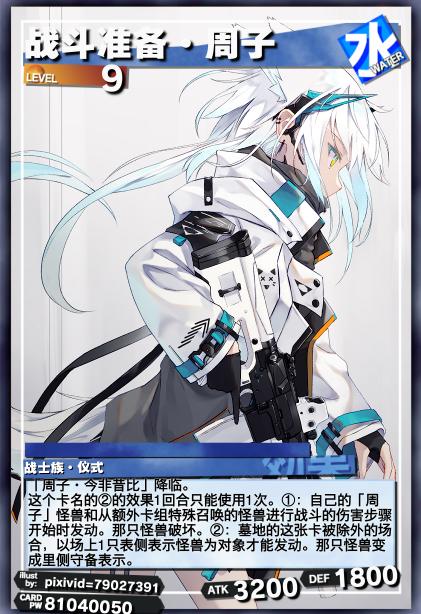 战斗准备·周子
水
WATER
LEVEL 9
战士族·仪式
「周子·今非昔比」降临。
这个卡名的②的效果1回合只能使用1次。①：自己的「周
子」怪兽和从额外卡组特殊召唤的怪兽进行战斗的伤害步骤
开始时发动。那只怪兽破坏。②：墓地的这张卡被除外的场
合，以场上1只表侧表示怪兽为对象才能发动。那只怪兽变
成里侧守备表示。
illust by: pixivid=79027391
ATK 3200 DEF 1800
CARD PW 81040050